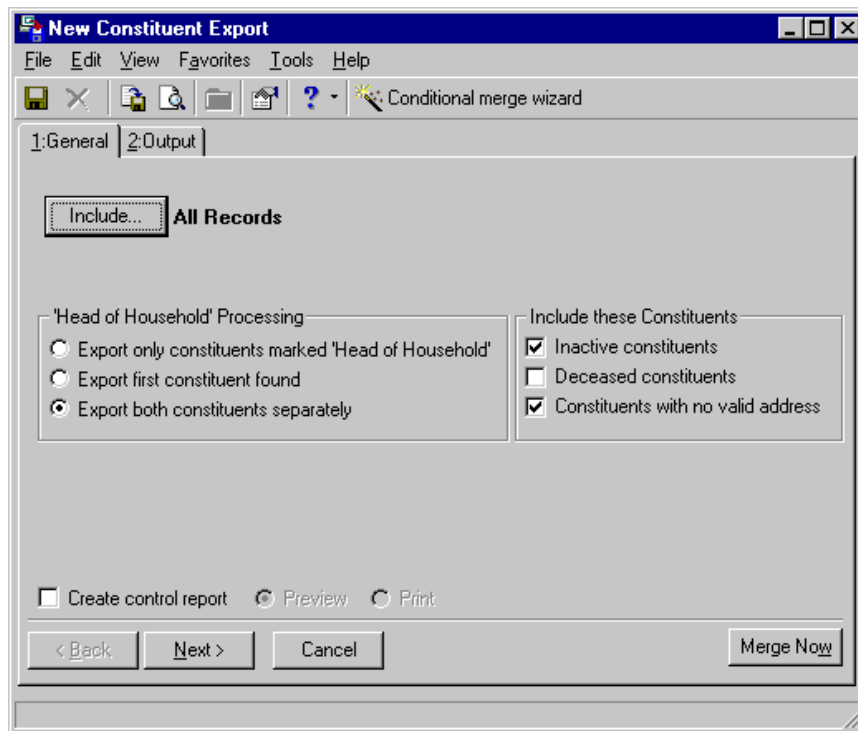 New Constituent Export
File Edit View Favorites Tools Help
? Conditional merge wizard
1:General 2:Output
Include... All Records
'Head of Household' Processing
Export only constituents marked 'Head of Household'
Export first constituent found
Export both constituents separately
Include these Constituents
Inactive constituents
Deceased constituents
Constituents with no valid address
Create control report Preview Print
< Back Next > Cancel Merge Now